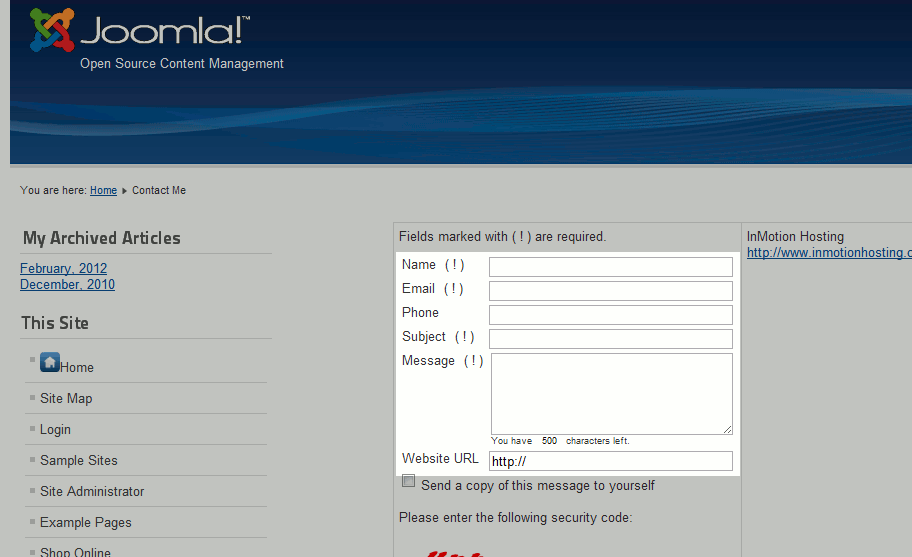 Joomla!™
Open Source Content Management
You are here: Home Contact Me
My Archived Articles
February, 2012
December, 2010
This Site
Home
Site Map
Login
Sample Sites
Site Administrator
Example Pages
Shop Online
Fields marked with ( ! ) are required.
Name ( ! )
Email ( ! )
Phone
Subject ( ! )
Message ( ! )
You have 500 characters left.
Website URL http://
Send a copy of this message to yourself
Please enter the following security code:
InMotion Hosting
http://www.inmotionhosting.c